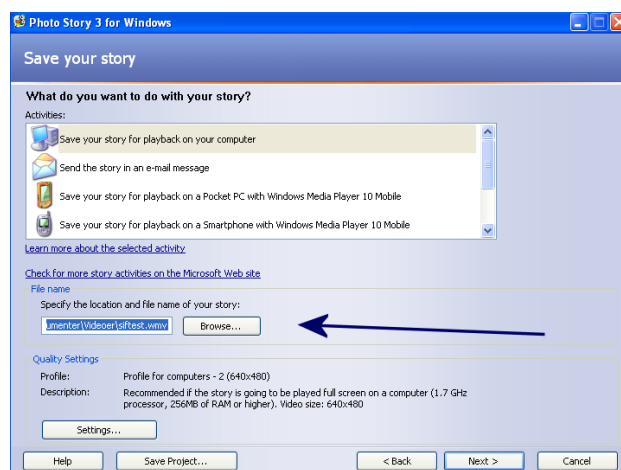 Photo Story 3 for Windows
Save your story
What do you want to do with your story?
Activities:
Save your story for playback on your computer
Send the story in an e-mail message
Save your story for playback on a Pocket PC with Windows Media Player 10 Mobile
Save your story for playback on a Smartphone with Windows Media Player 10 Mobile
Learn more about the selected activity
Check for more story activities on the Microsoft Web site
File name
Specify the location and file name of your story:
umenter\Videoer\siftest.wmv Browse...
Quality Settings
Profile: Profile for computers - 2 (640x480)
Description: Recommended if the story is going to be played full screen on a computer (1.7 GHz
processor, 256MB of RAM or higher). Video size: 640x480
Settings...
Help Save Project... < Back Next > Cancel